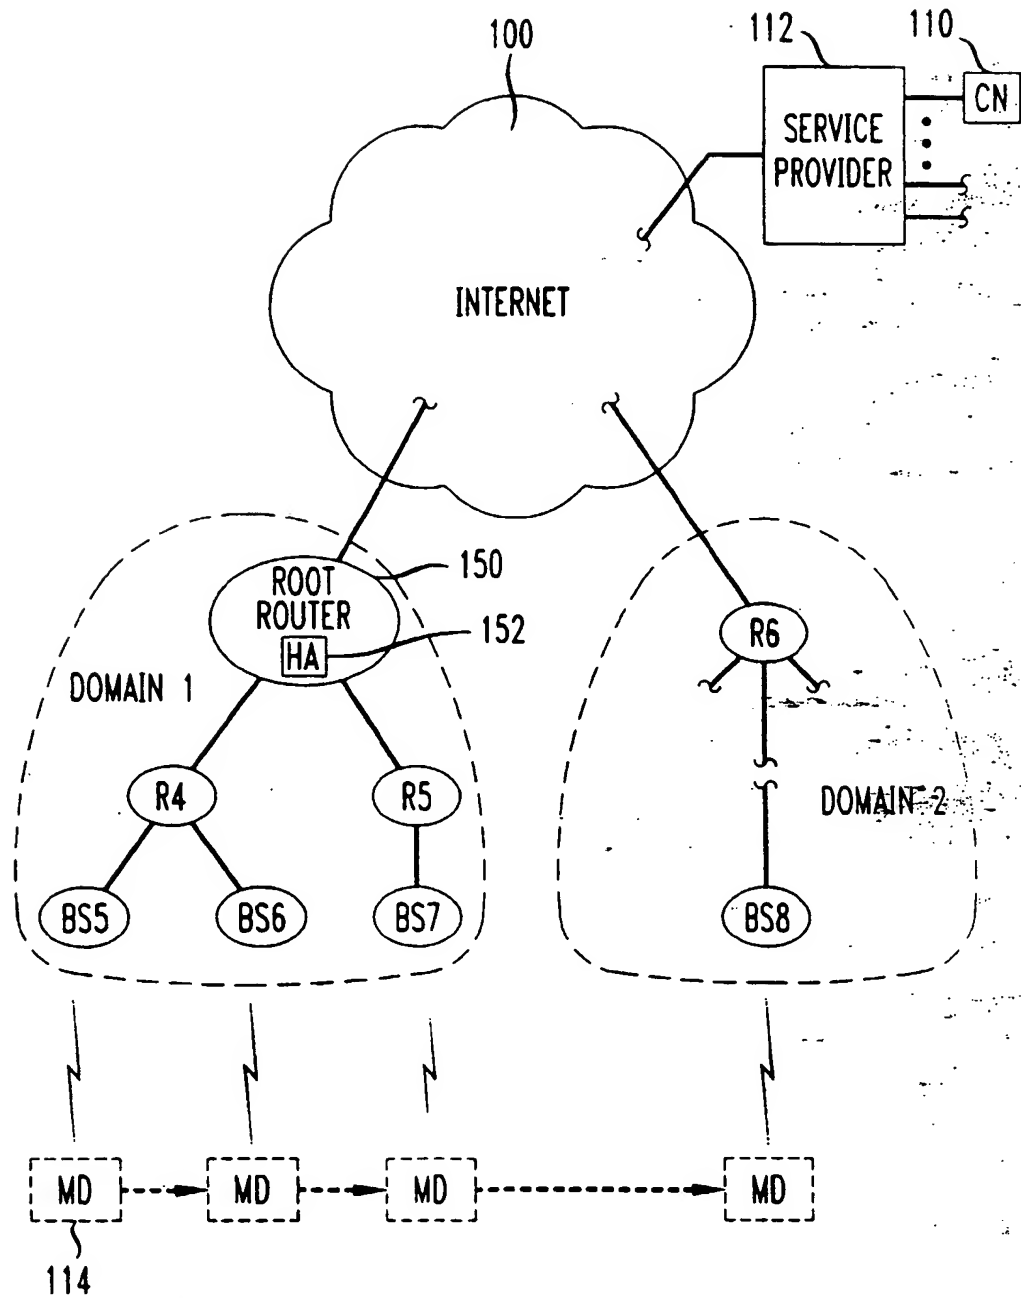 100
112
110
CN
SERVICE
PROVIDER
INTERNET
ROOT
ROUTER
HA
150
152
DOMAIN 1
R4
R5
BS5
BS6
BS7
R6
DOMAIN 2
BS8
MD
MD
MD
MD
114